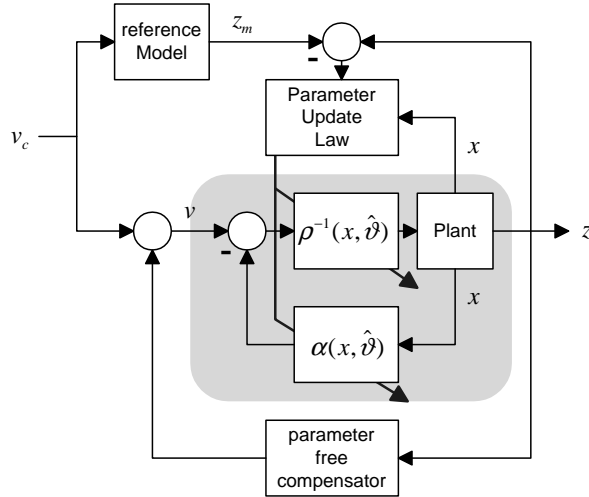 reference
Model
z_m
-
Parameter
Update
Law
v_c
x
v
-
ρ⁻¹(x, ϑ̂)
Plant
z
x
α(x, ϑ̂)
parameter
free
compensator